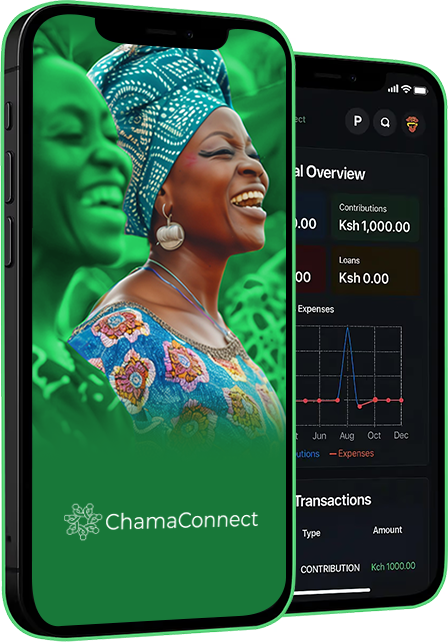 ChamaConnect
ect
P
al Overview
0.00
Contributions
Ksh 1,000.00
00
Loans
Ksh 0.00
Expenses
t Jun Aug Oct Dec
utions Expenses
Transactions
Type Amount
CONTRIBUTION Kch 1000.00